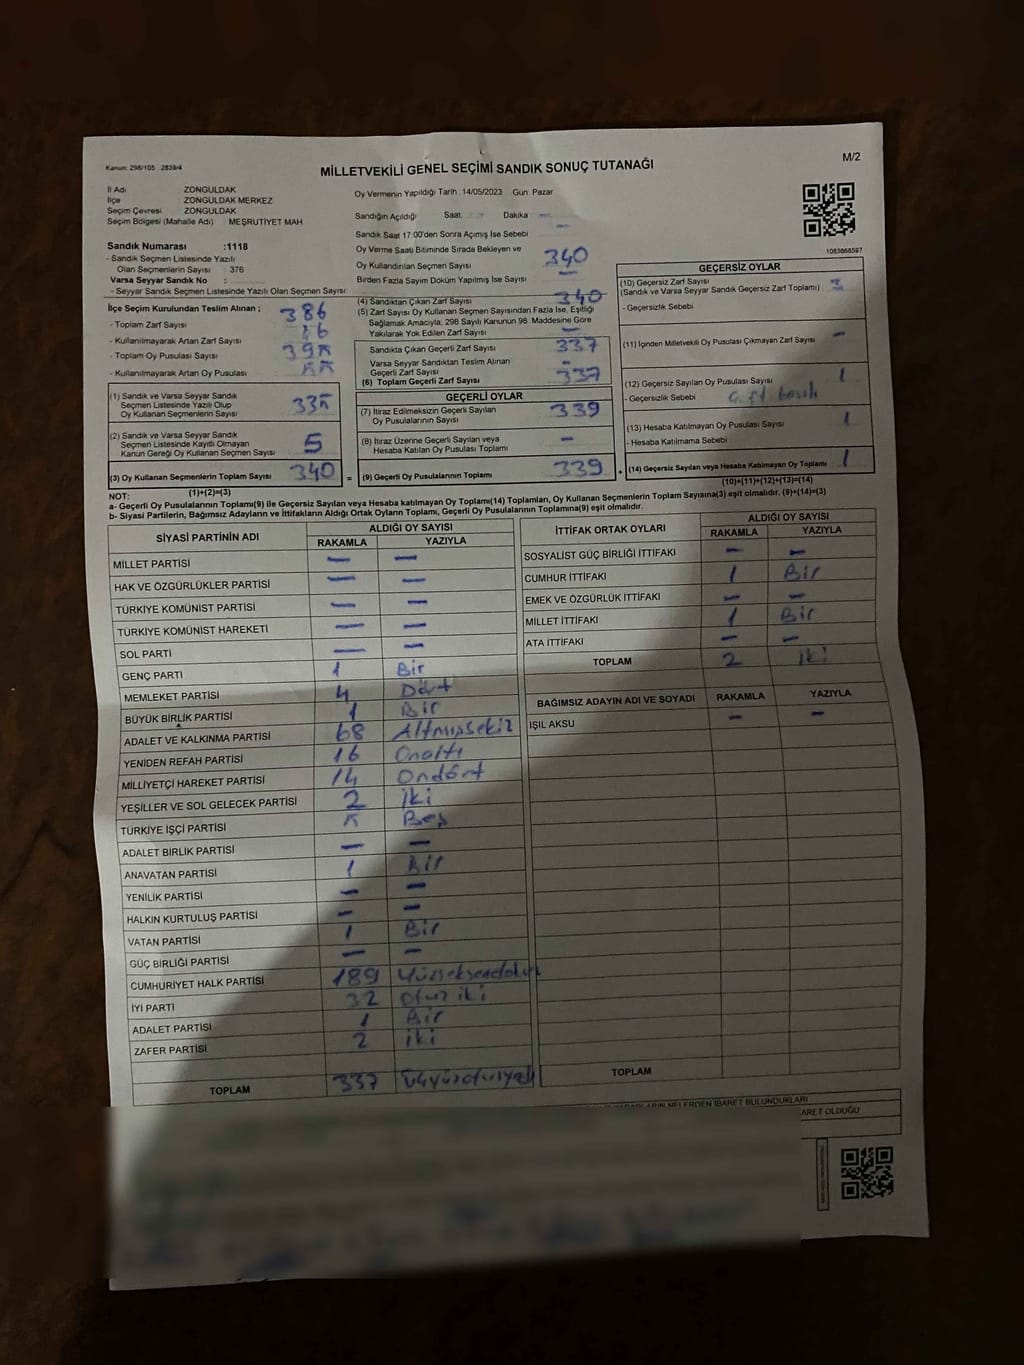 Kanun: 298/105 , 2839/4
MİLLETVEKİLİ GENEL SEÇİMİ SANDIK SONUÇ TUTANAĞI
M/2
İl Adı ZONGULDAK
İlçe ZONGULDAK MERKEZ
Seçim Çevresi ZONGULDAK
Seçim Bölgesi (Mahalle Adı) MEŞRUTİYET MAH.
Oy Vermenin Yapıldığı Tarih : 14/05/2023 Gün: Pazar
Sandığın Açıldığı Saat Dakika
Sandık Saat 17:00'den Sonra Açımış İse Sebebi —
Oy Verme Saati Bitiminde Sırada Bekleyen ve
Oy Kullandırılan Seçmen Sayısı 340
Birden Fazla Sayım Doküm Yapılmış İse Sayısı —
1083668597
Sandık Numarası :1118
- Sandık Seçmen Listesinde Yazılı
Olan Seçmenlerin Sayısı : 376
Varsa Seyyar Sandık No :
- Seyyar Sandık Seçmen Listesinde Yazılı Olan Seçmen Sayısı:
İlçe Seçim Kurulundan Teslim Alınan ;
- Toplam Zarf Sayısı 386
- Kullanılmayarak Artan Zarf Sayısı
- Toplam Oy Pusulası Sayısı 395
- Kullanılmayarak Artan Oy Pusulası 55
(1) Sandık ve Varsa Seyyar Sandık
Seçmen Listesinde Yazılı Olup
Oy Kullanan Seçmenlerin Sayısı 335
(2) Sandık ve Varsa Seyyar Sandık
Seçmen Listesinde Kayıtlı Olmayan
Kanun Gereği Oy Kullanan Seçmen Sayısı 5
(3) Oy Kullanan Seçmenlerin Toplam Sayısı 340
(1)+(2)=(3)
(4) Sandıktan Çıkan Zarf Sayısı 340
(5) Zarf Sayısı Oy Kullanan Seçmen Sayısından Fazla İse, Eşitliği
Sağlamak Amacıyla, 298 Sayılı Kanunun 98. Maddesine Göre
Yakılarak Yok Edilen Zarf Sayısı —
Sandıkta Çıkan Geçerli Zarf Sayısı 337
Varsa Seyyar Sandıktan Teslim Alınan
Geçerli Zarf Sayısı —
(6) Toplam Geçerli Zarf Sayısı 337
GEÇERLİ OYLAR
(7) İtiraz Edilmeksizin Geçerli Sayılan
Oy Pusulalarının Sayısı 339
(8) İtiraz Üzerine Geçerli Sayılan veya
Hesaba Katılan Oy Pusulası Toplamı —
= (9) Geçerli Oy Pusulalarının Toplamı 339 +
GEÇERSİZ OYLAR
(10) Geçersiz Zarf Sayısı
(Sandık ve Varsa Seyyar Sandık Geçersiz Zarf Toplamı)
- Geçersizlik Sebebi
(11) İçinden Milletvekili Oy Pusulası Çıkmayan Zarf Sayısı —
(12) Geçersiz Sayılan Oy Pusulası Sayısı 1
- Geçersizlik Sebebi
(13) Hesaba Katılmayan Oy Pusulası Sayısı 1
- Hesaba Katılmama Sebebi
(14) Geçersiz Sayılan veya Hesaba Katılmayan Oy Toplamı 1
(10)+(11)+(12)+(13)=(14)
NOT:
a- Geçerli Oy Pusulalarının Toplamı(9) ile Geçersiz Sayılan veya Hesaba katılmayan Oy Toplamı(14) Toplamları, Oy Kullanan Seçmenlerin Toplam Sayısına(3) eşit olmalıdır. (9)+(14)=(3)
b- Siyasi Partilerin, Bağımsız Adayların ve İttifakların Aldığı Ortak Oyların Toplamı, Geçerli Oy Pusulalarının Toplamına(9) eşit olmalıdır.
SİYASİ PARTİNİN ADI ALDIĞI OY SAYISI
RAKAMLA YAZIYLA
MİLLET PARTİSİ — —
HAK VE ÖZGÜRLÜKLER PARTİSİ — —
TÜRKİYE KOMÜNİST PARTİSİ — —
TÜRKİYE KOMÜNİST HAREKETİ — —
SOL PARTİ — —
GENÇ PARTİ 1 Bir
MEMLEKET PARTİSİ 4 Dört
BÜYÜK BİRLİK PARTİSİ 1 Bir
ADALET VE KALKINMA PARTİSİ 68 Altmışsekiz
YENİDEN REFAH PARTİSİ 16 Onaltı
MİLLİYETÇİ HAREKET PARTİSİ 14 Ondört
YEŞİLLER VE SOL GELECEK PARTİSİ 2 iki
TÜRKİYE İŞÇİ PARTİSİ 5 Beş
ADALET BİRLİK PARTİSİ — —
ANAVATAN PARTİSİ 1 Bir
YENİLİK PARTİSİ — —
HALKIN KURTULUŞ PARTİSİ — —
VATAN PARTİSİ 1 Bir
GÜÇ BİRLİĞİ PARTİSİ — —
CUMHURİYET HALK PARTİSİ 189 Yüzseksendokuz
İYİ PARTİ 32 Otuz iki
ADALET PARTİSİ 1 Bir
ZAFER PARTİSİ 2 iki
TOPLAM 337 Üçyüzotuzyedi
İTTİFAK ORTAK OYLARI ALDIĞI OY SAYISI
RAKAMLA YAZIYLA
SOSYALİST GÜÇ BİRLİĞİ İTTİFAKI — —
CUMHUR İTTİFAKI 1 Bir
EMEK VE ÖZGÜRLÜK İTTİFAKI — —
MİLLET İTTİFAKI 1 Bir
ATA İTTİFAKI — —
TOPLAM 2 iki
BAĞIMSIZ ADAYIN ADI VE SOYADI RAKAMLA YAZIYLA
IŞIL AKSU — —
TOPLAM
NELERDEN İBARET BULUNDUKLARI
ARET OLDUĞU